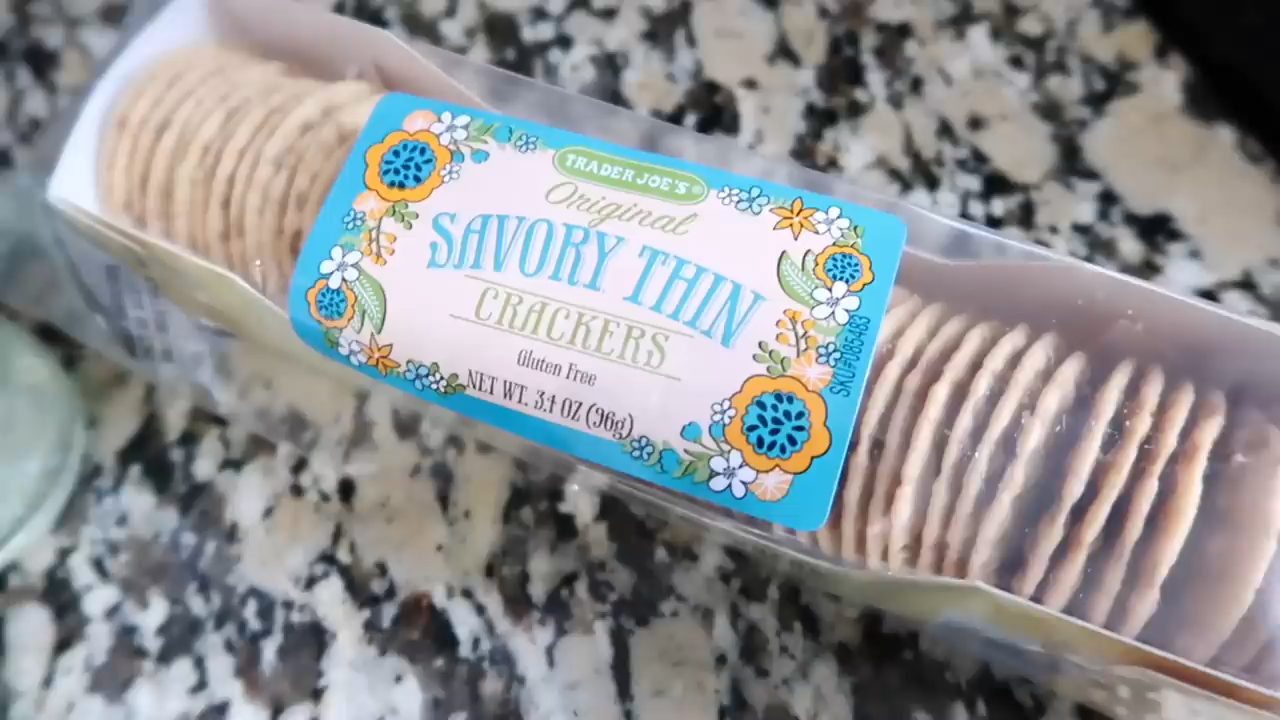 TRADER JOE'S®
Original
SAVORY THIN
CRACKERS
Gluten Free
NET WT. 3.4 OZ (96g)
SKU#085483